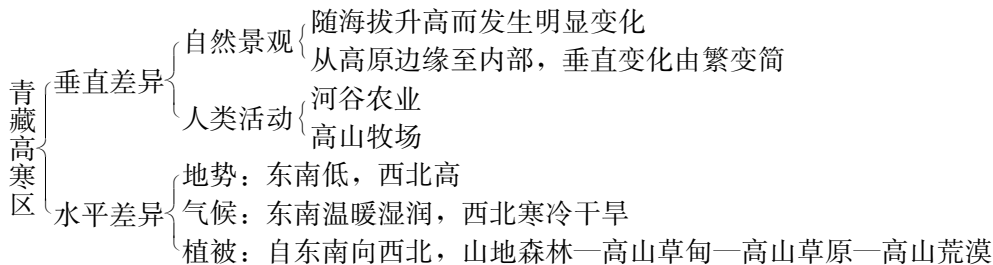 随海拔升高而发生明显变化
自然景观
从高原边缘至内部，垂直变化由繁变简
垂直差异
河谷农业
人类活动
高山牧场
青藏高寒区
地势：东南低，西北高
水平差异
气候：东南温暖湿润，西北寒冷干旱
植被：自东南向西北，山地森林—高山草甸—高山草原—高山荒漠